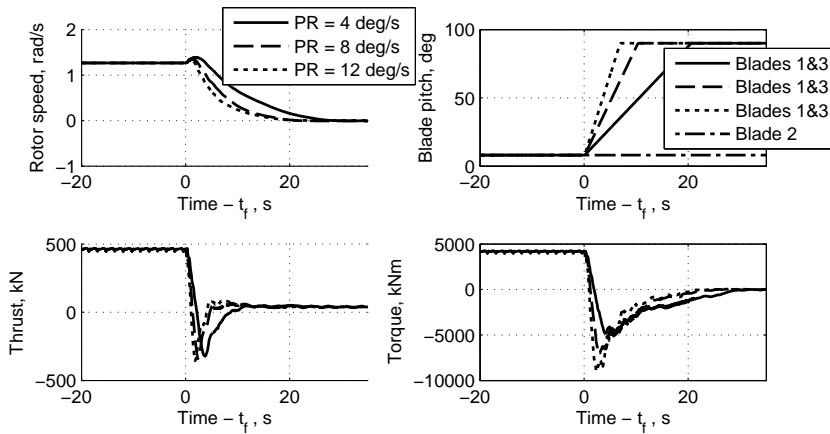 2
1
0
−1
Rotor speed, rad/s
PR = 4 deg/s
PR = 8 deg/s
PR = 12 deg/s
−20
0
20
Time − t_f , s
100
50
0
Blade pitch, deg
Blades 1&3
Blades 1&3
Blades 1&3
Blade 2
−20
0
20
Time − t_f , s
500
0
−500
Thrust, kN
−20
0
20
Time − t_f , s
5000
0
−5000
−10000
Torque, kNm
−20
0
20
Time − t_f , s